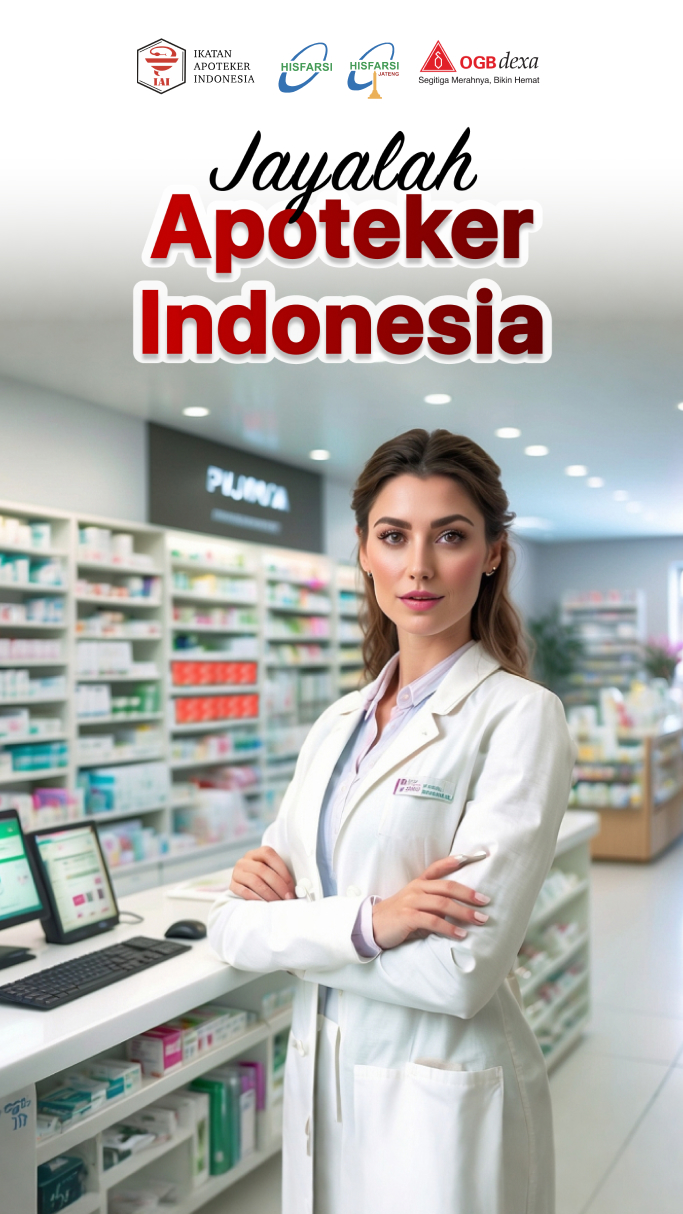 IKATAN
APOTEKER
INDONESIA
IAI
HISFARSI
HISFARSI
JATENG
OGB dexa
Segitiga Merahnya, Bikin Hemat
Jayalah
Apoteker
Indonesia